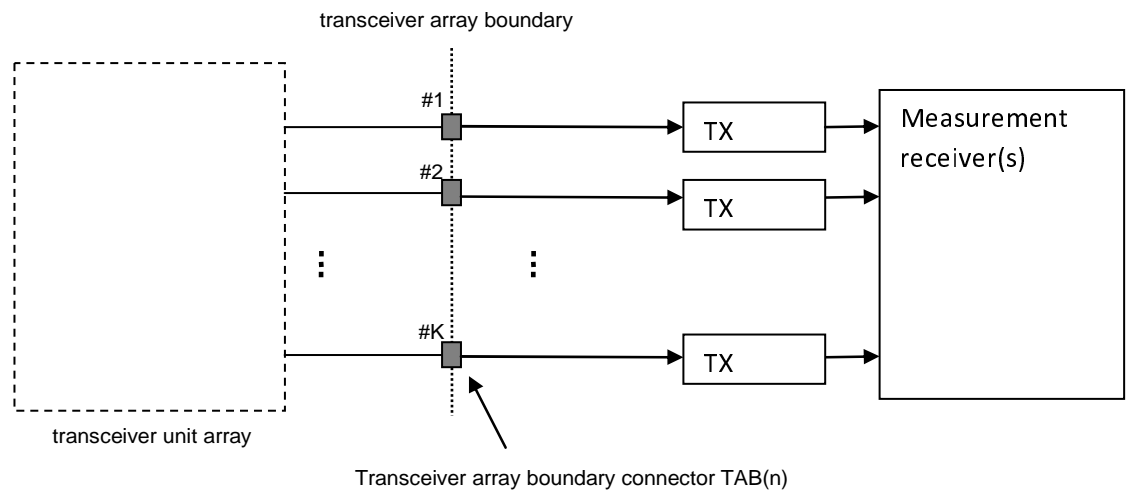 transceiver array boundary
#1
TX
Measurement
receiver(s)
#2
TX
#K
TX
transceiver unit array
Transceiver array boundary connector TAB(n)